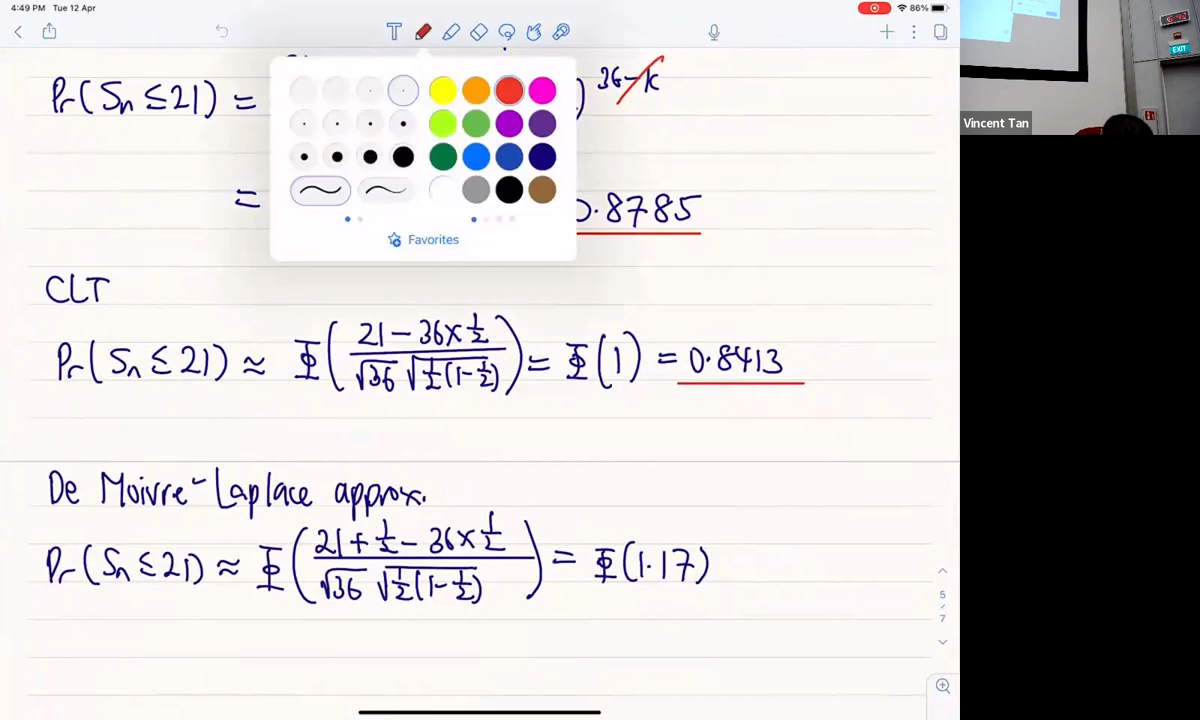 4:49 PM Tue 12 Apr
86%
T
Pr(Sn ≤ 21) =
) 36-k
= 0.8785
Favorites
CLT
Pr(Sn ≤ 21) ≈ Φ( (21 - 36 × 1/2) / (√36 √(1/2(1-1/2))) ) = Φ(1) = 0.8413
De Moivre-Laplace approx.
Pr(Sn ≤ 21) ≈ Φ( (21 + 1/2 - 36 × 1/2) / (√36 √(1/2(1-1/2))) ) = Φ(1.17)
5
/
7
Vincent Tan
EXIT